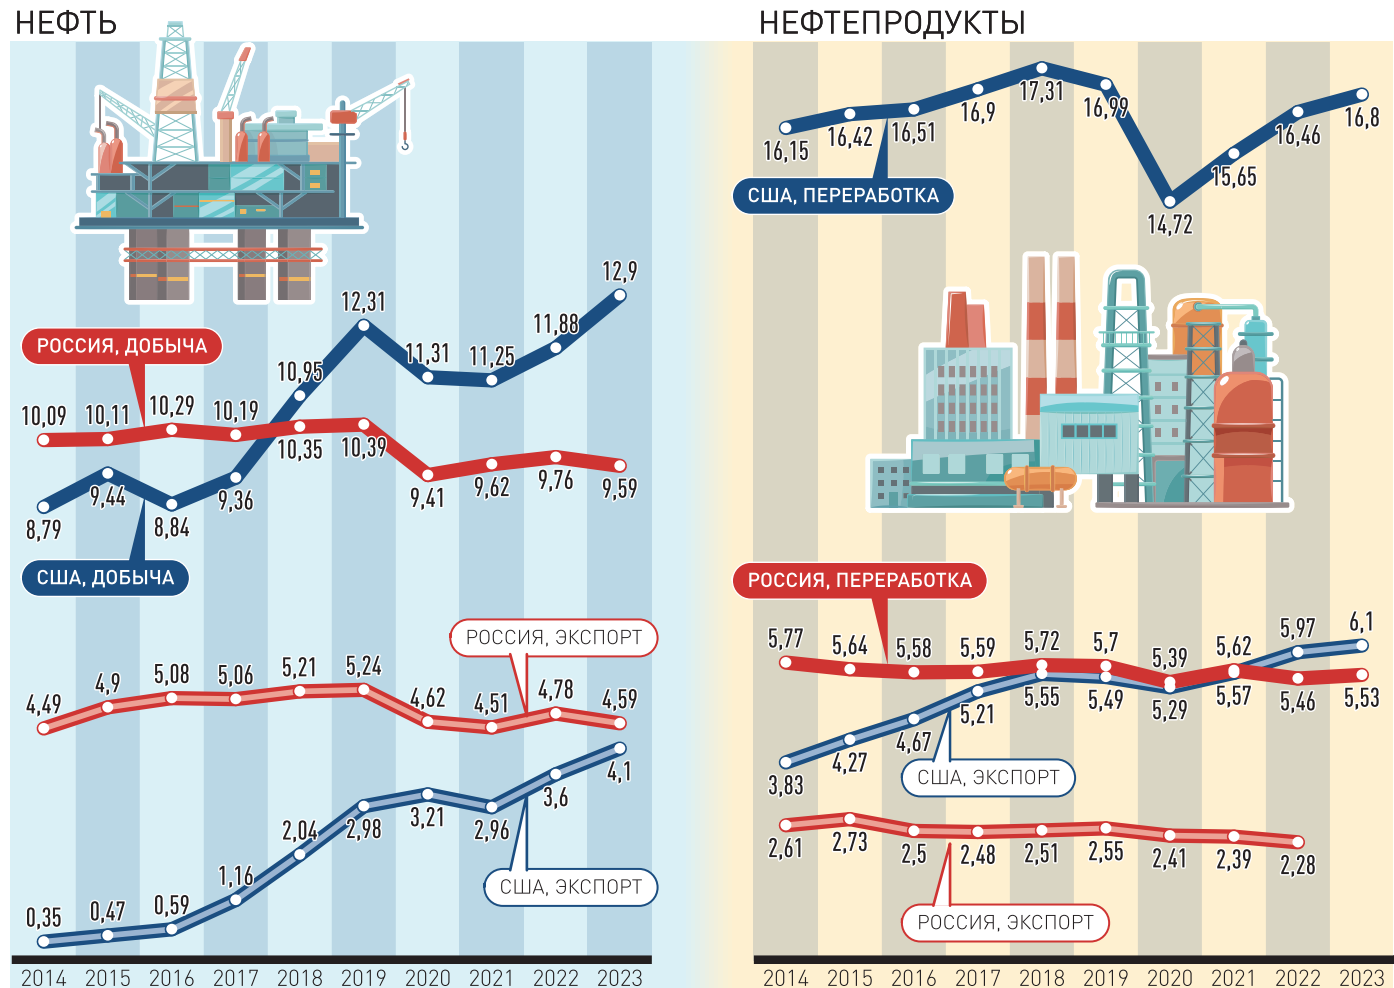 НЕФТЬ
РОССИЯ, ДОБЫЧА
10,09 10,11 10,29 10,19 10,35 10,39 9,41 9,62 9,76 9,59
8,79 9,44 8,84 9,36 10,95 12,31 11,31 11,25 11,88 12,9
США, ДОБЫЧА
РОССИЯ, ЭКСПОРТ
4,49 4,9 5,08 5,06 5,21 5,24 4,62 4,51 4,78 4,59
0,35 0,47 0,59 1,16 2,04 2,98 3,21 2,96 3,6 4,1
США, ЭКСПОРТ
2014 2015 2016 2017 2018 2019 2020 2021 2022 2023
НЕФТЕПРОДУКТЫ
16,15 16,42 16,51 16,9 17,31 16,99 14,72 15,65 16,46 16,8
США, ПЕРЕРАБОТКА
РОССИЯ, ПЕРЕРАБОТКА
5,77 5,64 5,58 5,59 5,72 5,7 5,39 5,62 5,46 5,53
3,83 4,27 4,67 5,21 5,55 5,49 5,29 5,57 5,97 6,1
США, ЭКСПОРТ
2,61 2,73 2,5 2,48 2,51 2,55 2,41 2,39 2,28
РОССИЯ, ЭКСПОРТ
2014 2015 2016 2017 2018 2019 2020 2021 2022 2023